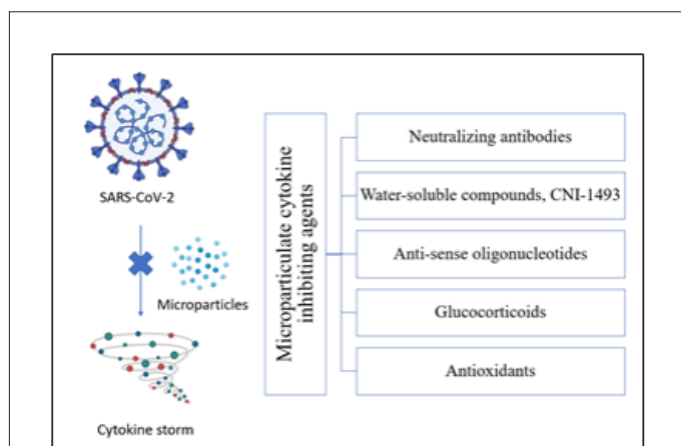 SARS-CoV-2
Microparticles
Cytokine storm
Microparticulate cytokine
inhibiting agents
Neutralizing antibodies
Water-soluble compounds, CNI-1493
Anti-sense oligonucleotides
Glucocorticoids
Antioxidants